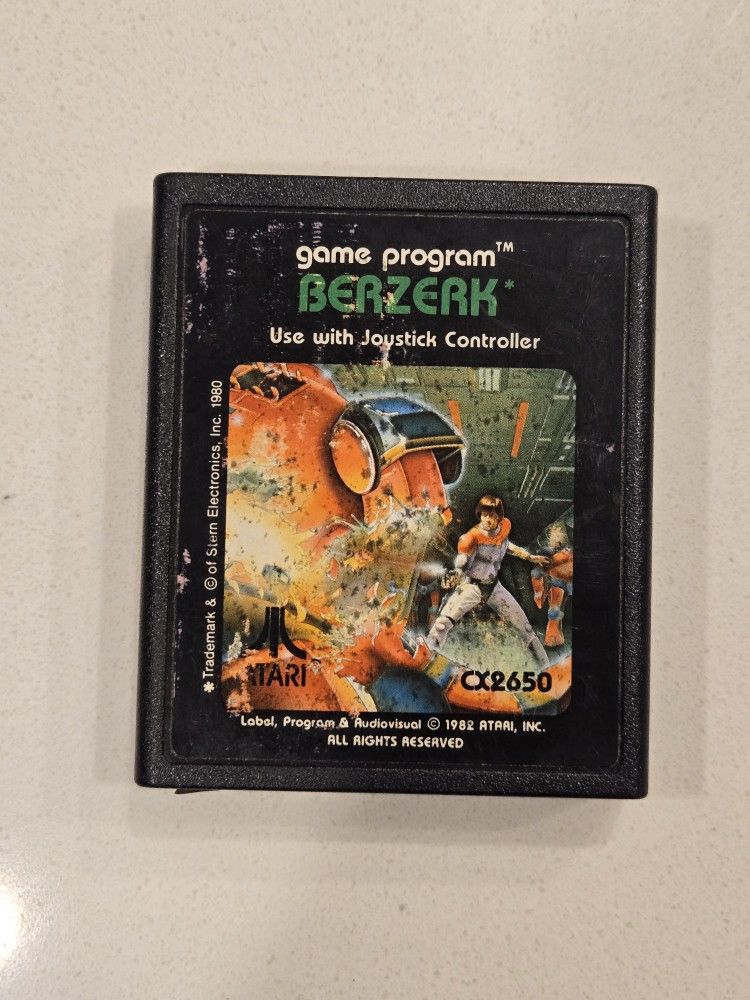 game program™
BERZERK*
Use with Joystick Controller
* Trademark & © of Stern Electronics, Inc. 1980
ATARI
CX2650
Label, Program & Audiovisual © 1982 ATARI, INC.
ALL RIGHTS RESERVED